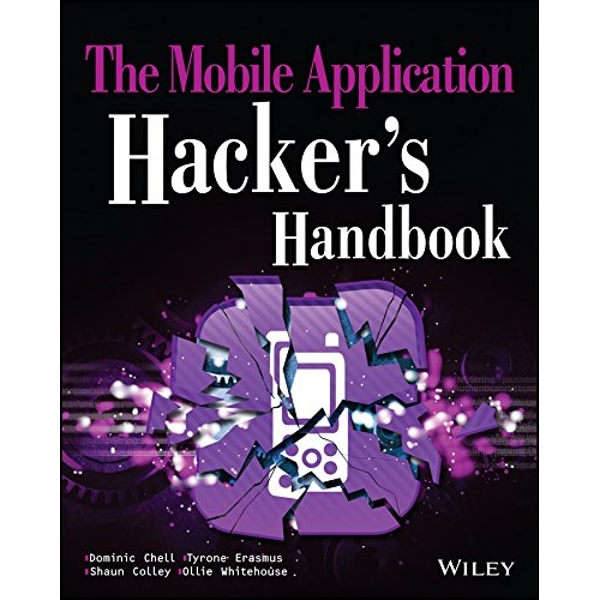 The Mobile Application
Hacker's
Handbook
Dominic Chell Tyrone Erasmus
Shaun Colley Ollie Whitehouse
WILEY